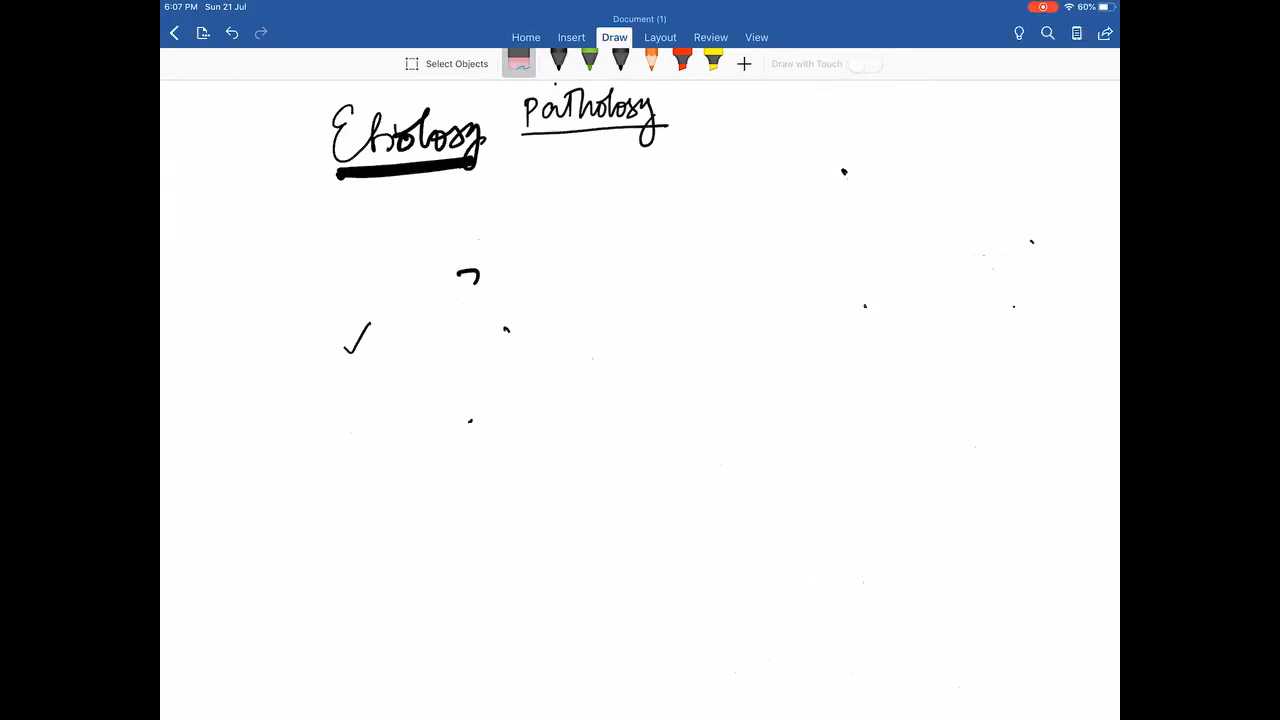 6:07 PM Sun 21 Jul 60%
Document (1)
Home Insert Draw Layout Review View
Select Objects Draw with Touch
Etiology Pathology